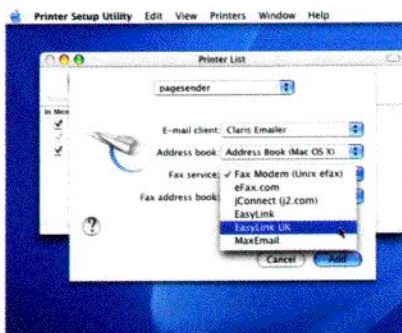 Printer Setup Utility Edit View Printers Window Help
Printer List
pagesender
In Men
E-mail client: Claris Emailer
Address book: Address Book (Mac OS X)
Fax service: ✓ Fax Modem (Unix efax)
eFax.com
jConnect (j2.com)
Fax address book:
EasyLink
EasyLink UK
MaxEmail
?
Cancel Add